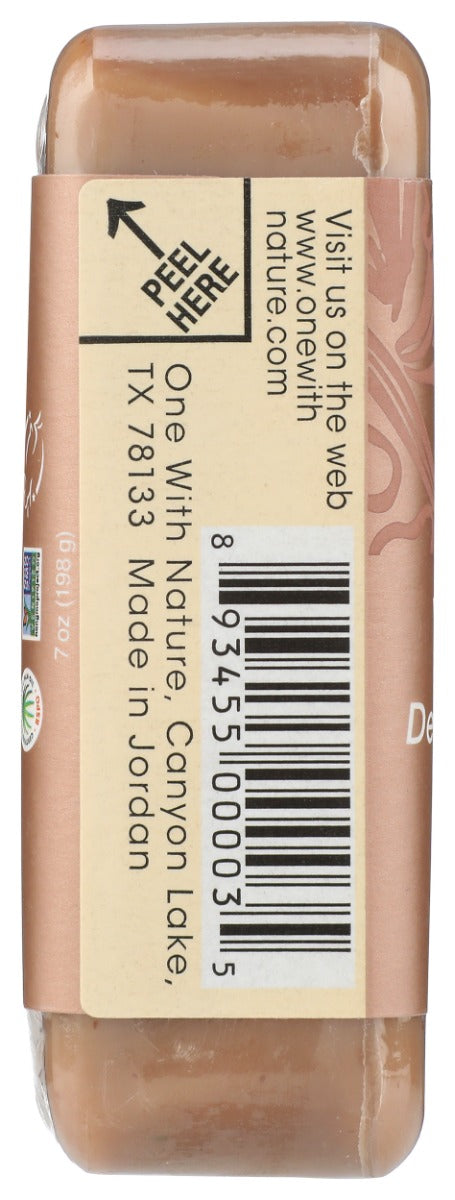 PEEL
HERE
Visit us on the web
www.onewith
nature.com
8 93455 00003 5
One With Nature, Canyon Lake,
TX 78133 Made in Jordan
7 oz (198 g)
De